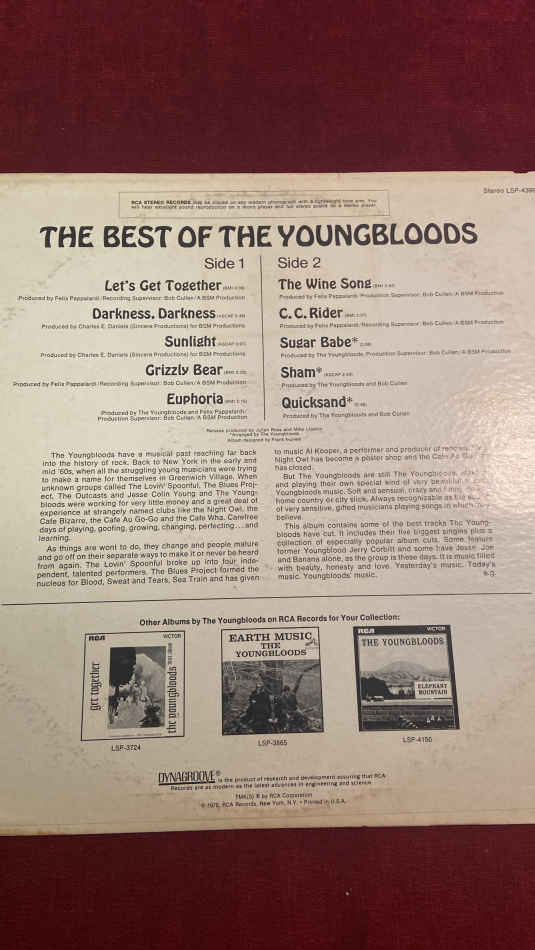 Stereo LSP-4399
RCA STEREO RECORDS may be played on any modern phonograph with a lightweight tone arm. You
will hear excellent sound reproduction on a mono player and full stereo sound on a stereo player.
THE BEST OF THE YOUNGBLOODS
Side 1
Let's Get Together
Produced by Felix Pappalardi/Recording Supervisor: Bob Cullen/A BSM Production
Darkness, Darkness
Produced by Charles E. Daniels (Sincere Productions) for BSM Productions
Sunlight
Produced by Charles E. Daniels (Sincere Productions) for BSM Productions
Grizzly Bear
Produced by Felix Pappalardi/Recording Supervisor: Bob Cullen/A BSM Production
Euphoria
Produced by The Youngbloods and Felix Pappalardi/
Production Supervisor: Bob Cullen/A BSM Production
Side 2
The Wine Song
Produced by Felix Pappalardi/Production Supervisor: Bob Cullen/A BSM Production
C. C. Rider
Produced by Felix Pappalardi/Recording Supervisor: Bob Cullen/A BSM Production
Sugar Babe*
Produced by The Youngbloods/Production Supervisor: Bob Cullen/A BSM Production
Sham*
Produced by The Youngbloods and Bob Cullen
Quicksand*
Produced by The Youngbloods and Bob Cullen
*Arranged by The Youngbloods
The Youngbloods have a musical past reaching far back
into the history of rock. Back to New York in the early and
mid '60s, when all the struggling young musicians were trying
to make a name for themselves in Greenwich Village. When
unknown groups called The Lovin' Spoonful, The Blues Proj-
ect, The Outcasts and Jesse Colin Young and The Young-
bloods were working for very little money and a great deal of
experience at strangely named clubs like the Night Owl, the
Cafe Bizarre, the Cafe Au Go-Go and the Cafe Wha. Carefree
days of playing, goofing, growing, changing, perfecting ... and
learning.
As things are wont to do, they change and people mature
and go off on their separate ways to make it or never be heard
from again. The Lovin' Spoonful broke up into four inde-
pendent, talented performers. The Blues Project formed the
nucleus for Blood, Sweat and Tears, Sea Train and has given
to music Al Kooper, a performer and producer of
Night Owl has become a poster shop and the Cafe Au
has closed.
But The Youngbloods are still The Youngbloods,
and playing their own special kind of very beautiful
Youngbloods music. Soft and sensual, crazy and
home country or city slick. Always recognizable as the
of very sensitive, gifted musicians playing songs in which
believe.
This album contains some of the best tracks The Young-
bloods have cut. It includes their five biggest singles plus a
collection of especially popular album cuts. Some feature
former Youngblood Jerry Corbitt and some have Jesse, Joe
and Banana alone, as the group is these days. It is music filled
with beauty, honesty and love. Yesterday's music. Today's
music. Youngbloods' music.
Other Albums by The Youngbloods on RCA Records for Your Collection:
RCA VICTOR
get together
the youngbloods
LSP-3724
EARTH MUSIC
THE
YOUNGBLOODS
LSP-3865
RCA VICTOR
THE YOUNGBLOODS
ELEPHANT
MOUNTAIN
LSP-4150
DYNAGROOVE® is the product of research and development assuring that RCA
Records are as modern as the latest advances in engineering and science
TMK(S) ® by RCA Corporation
© 1970, RCA Records, New York, N.Y. • Printed in U.S.A.